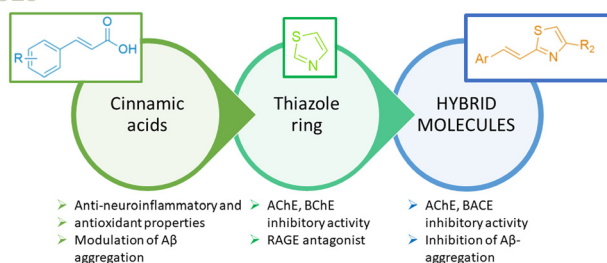 O
OH
R
S
N
S
N
Ar
R2
Cinnamic
acids
Thiazole
ring
HYBRID
MOLECULES
Anti-neuroinflammatory and
antioxidant properties
Modulation of Aβ
aggregation
AChE, BChE
inhibitory activity
RAGE antagonist
AChE, BACE
inhibitory activity
Inhibition of Aβ-
aggregation